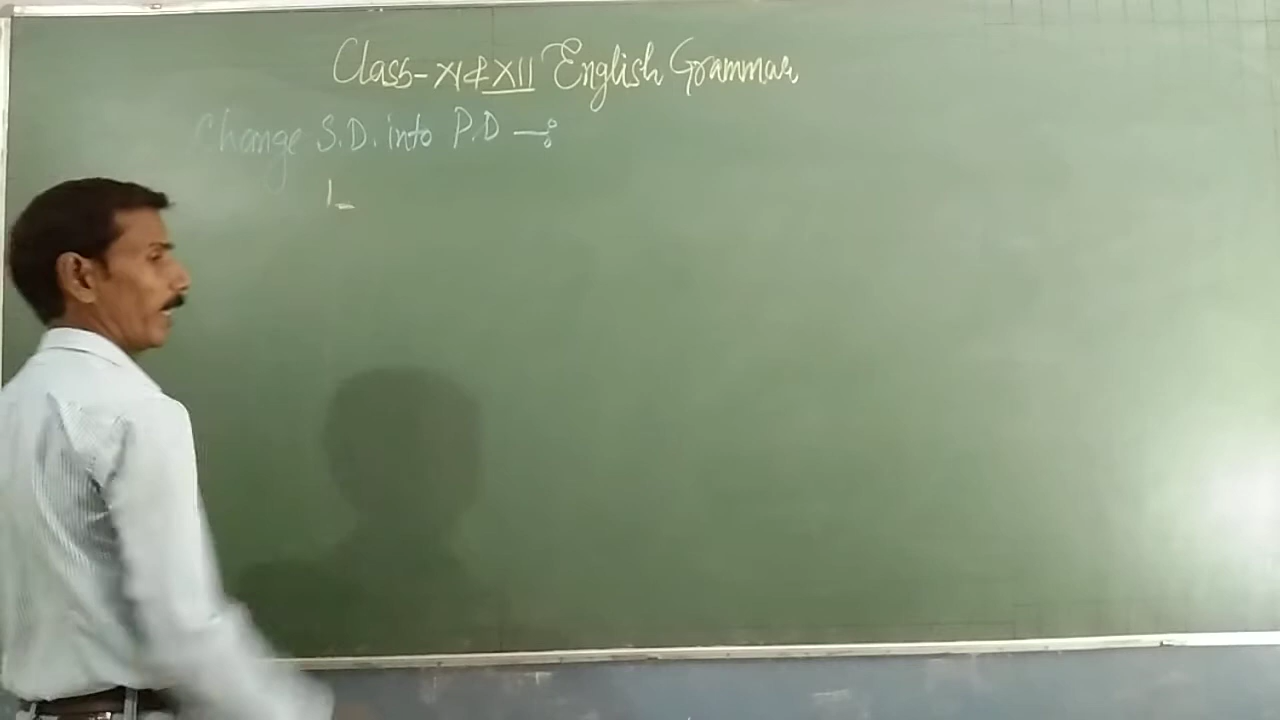 Class-XI & XII English Grammar
Change S.D. into P.D -:
1-